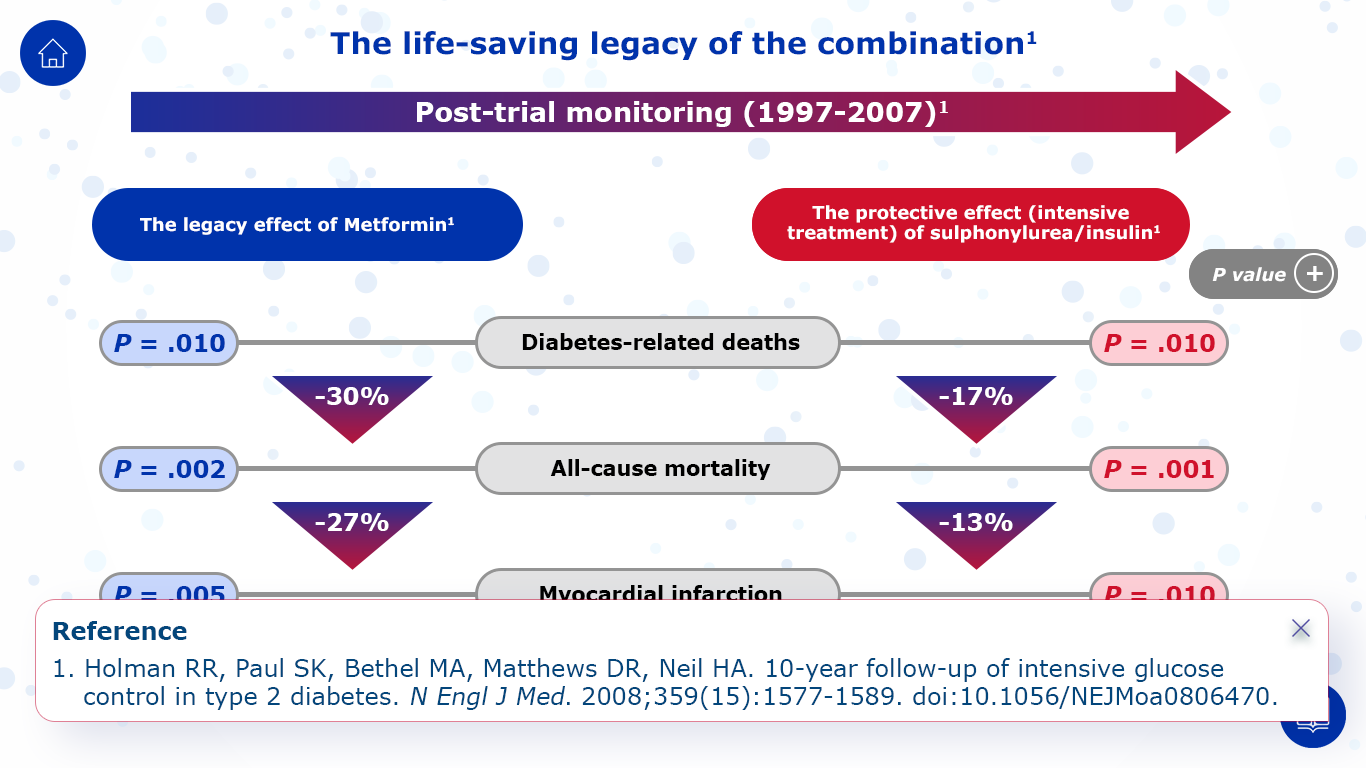 The life-saving legacy of the combination¹
Post-trial monitoring (1997-2007)¹
The legacy effect of Metformin¹
The protective effect (intensive
treatment) of sulphonylurea/insulin¹
P value +
P = .010
Diabetes-related deaths
P = .010
-30%
-17%
P = .002
All-cause mortality
P = .001
-27%
-13%
P = .005
Myocardial infarction
P = .010
Reference
1. Holman RR, Paul SK, Bethel MA, Matthews DR, Neil HA. 10-year follow-up of intensive glucose
control in type 2 diabetes. N Engl J Med. 2008;359(15):1577-1589. doi:10.1056/NEJMoa0806470.